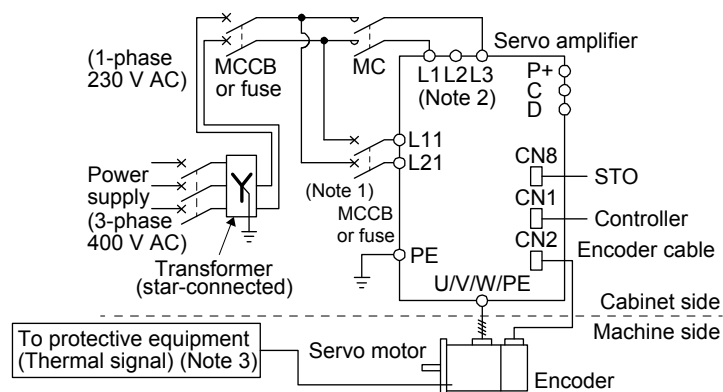 (1-phase
230 V AC)
MCCB
or fuse
MC
Servo amplifier
L1 L2 L3
(Note 2)
P+
C
D
L11
L21
Power
supply
(3-phase
400 V AC)
(Note 1)
MCCB
or fuse
CN8
STO
CN1
Controller
CN2
Encoder cable
Transformer
(star-connected)
PE
U/V/W/PE
Cabinet side
Machine side
To protective equipment
(Thermal signal) (Note 3)
Servo motor
Encoder